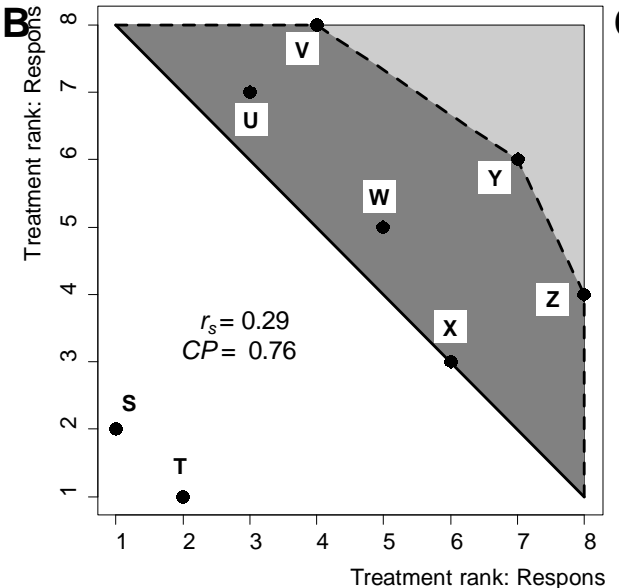 B
Treatment rank: Respons
8
7
6
5
4
3
2
1
V
U
Y
W
Z
X
rs = 0.29
CP = 0.76
S
T
1 2 3 4 5 6 7 8
Treatment rank: Respons